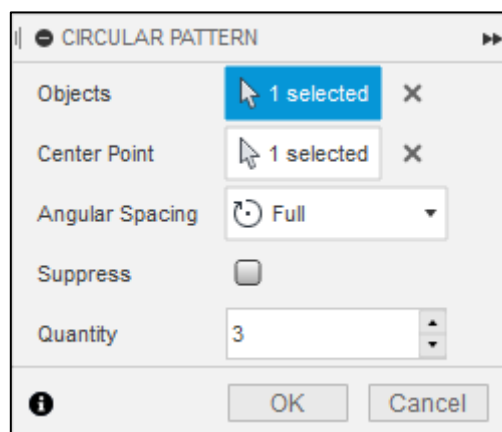 CIRCULAR PATTERN
Objects 1 selected
Center Point 1 selected
Angular Spacing Full
Suppress
Quantity 3
OK Cancel